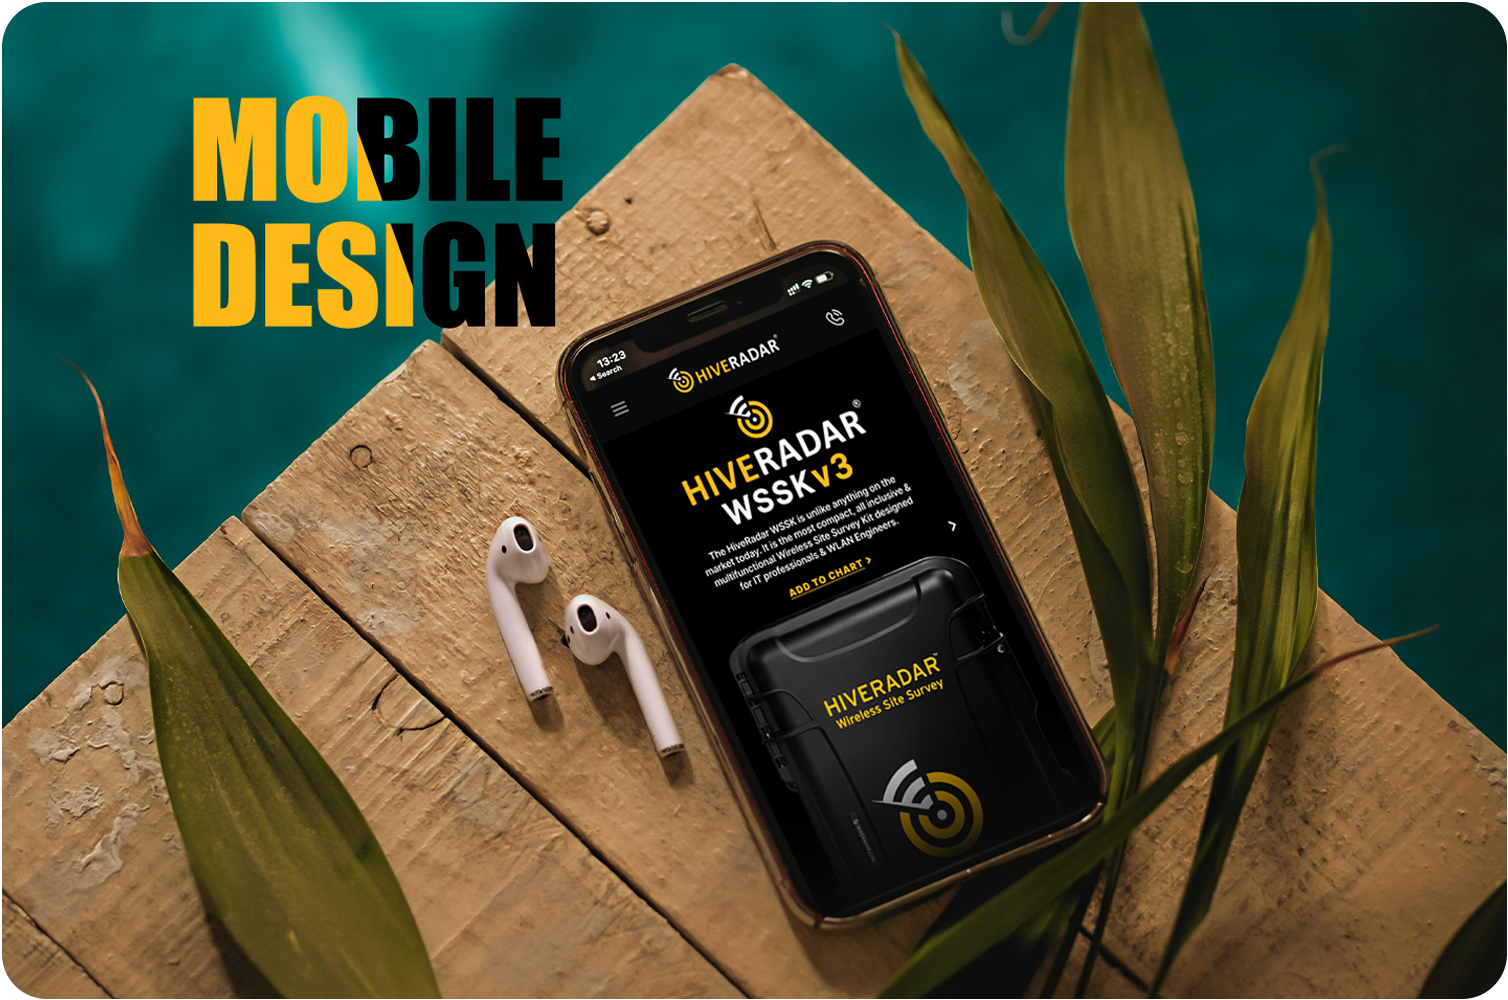 MOBILE
DESIGN
13:23
Search
HIVERADAR
HIVERADAR®
WSSKv3
The HiveRadar WSSK is unlike anything on the
market today. It is the most compact, all inclusive &
multifunctional Wireless Site Survey Kit designed
for IT professionals & WLAN Engineers.
ADD TO CHART >
HIVERADAR™
Wireless Site Survey